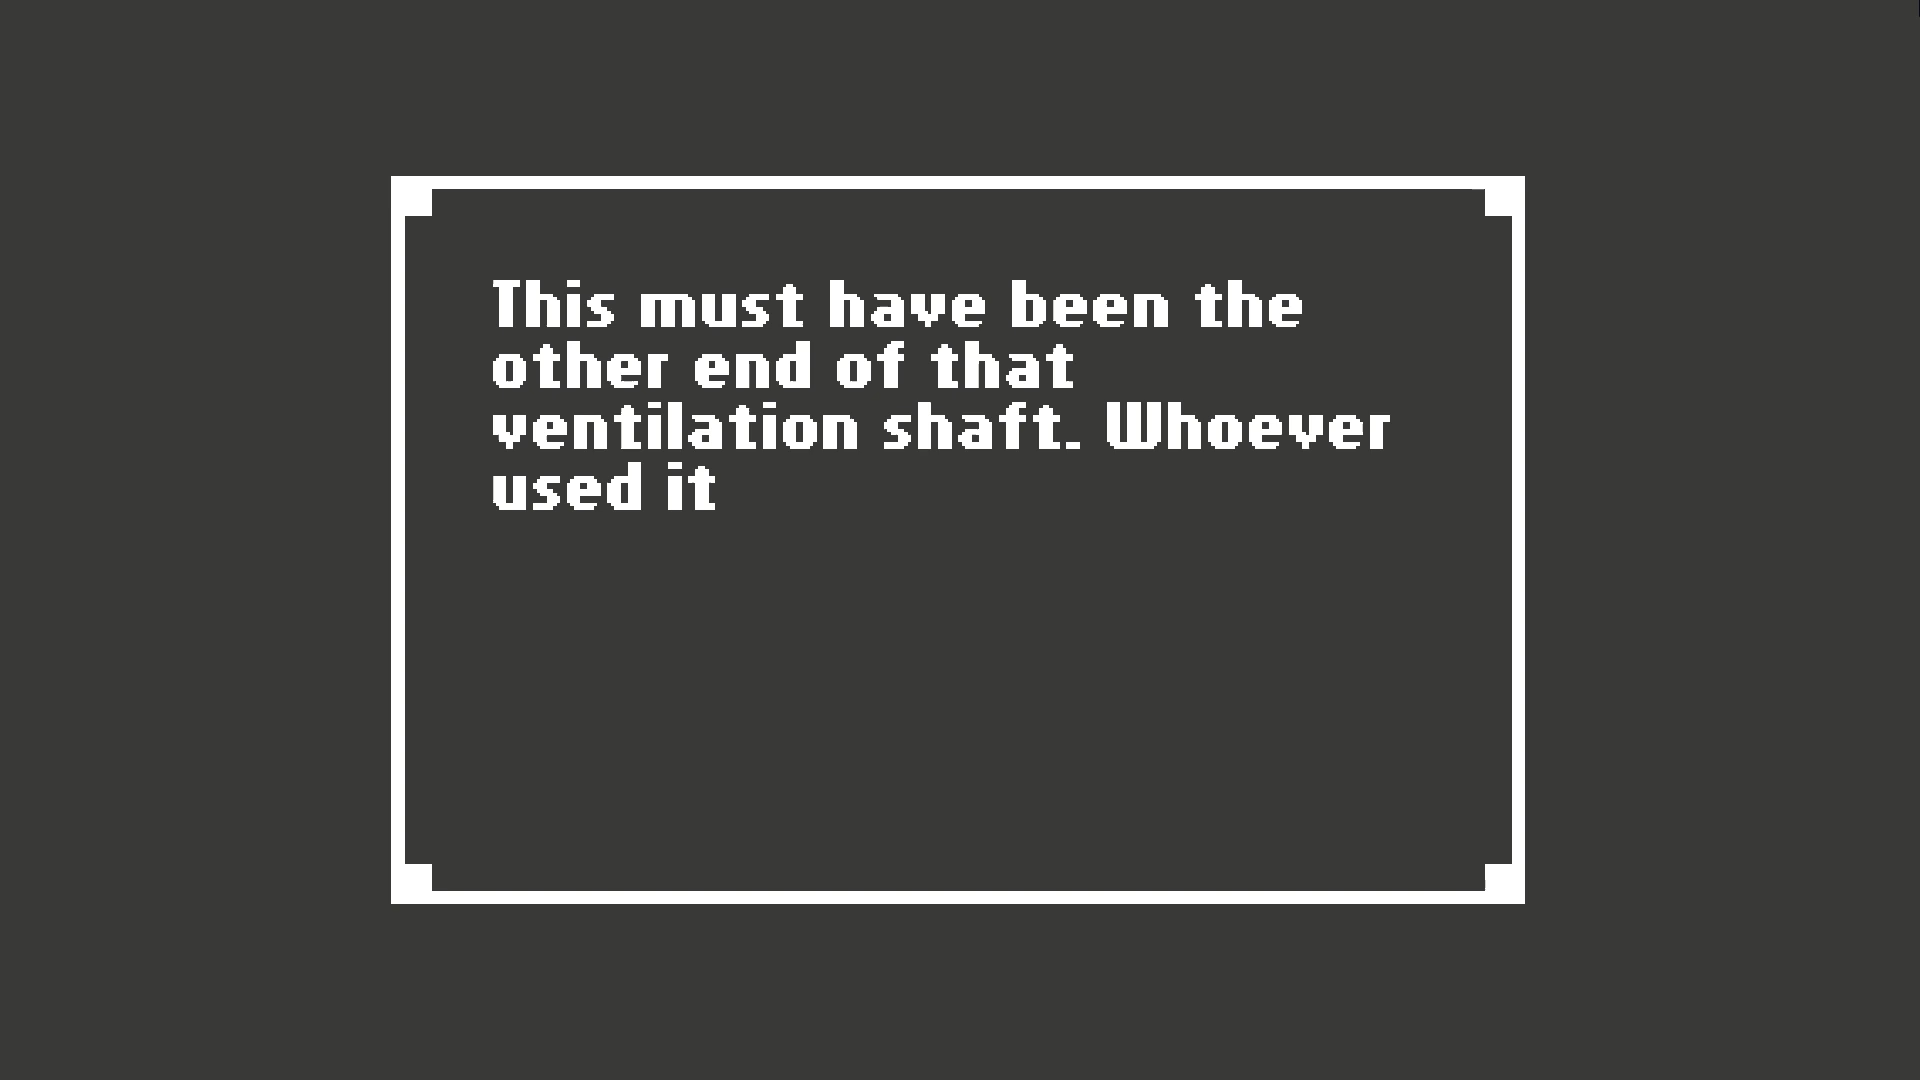 This must have been the
other end of that
ventilation shaft. Whoever
used it